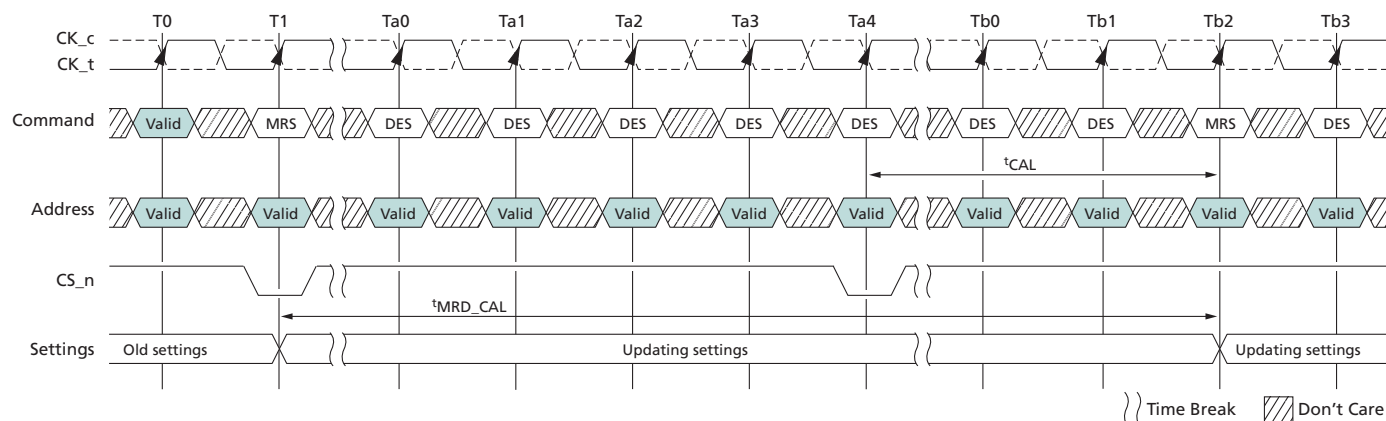 T0 T1 Ta0 Ta1 Ta2 Ta3 Ta4 Tb0 Tb1 Tb2 Tb3
CK_c
CK_t
Command Valid MRS DES DES DES DES DES DES DES MRS DES
tCAL
Address Valid Valid Valid Valid Valid Valid Valid Valid Valid Valid Valid
CS_n
tMRD_CAL
Settings Old settings Updating settings Updating settings
Time Break Don't Care